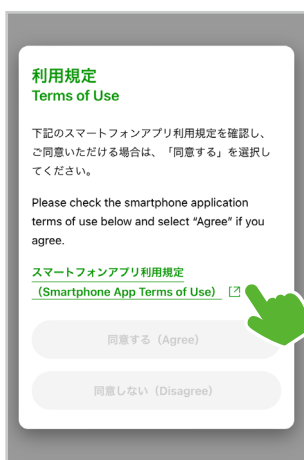 利用規定
Terms of Use
下記のスマートフォンアプリ利用規定を確認し、
ご同意いただける場合は、「同意する」を選択し
てください。
Please check the smartphone application
terms of use below and select “Agree” if you
agree.
スマートフォンアプリ利用規定
（Smartphone App Terms of Use）
同意する（Agree）
同意しない（Disagree）